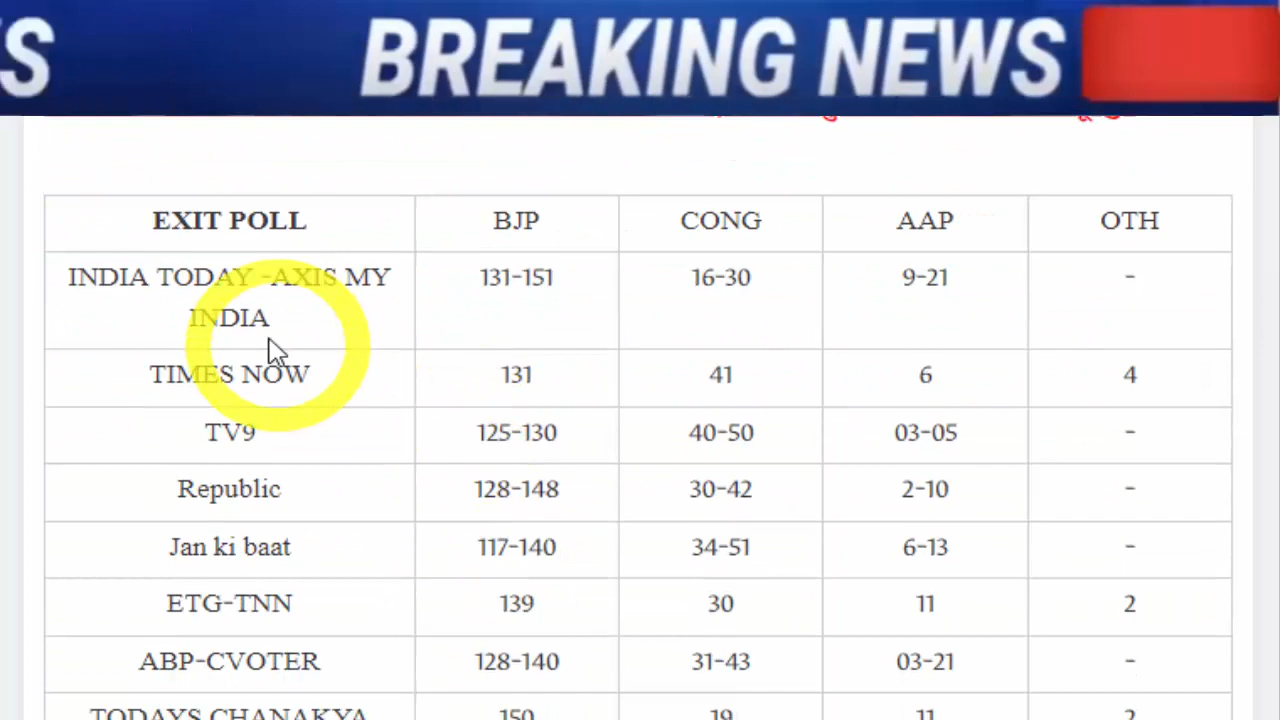 S BREAKING NEWS
EXIT POLL BJP CONG AAP OTH
INDIA TODAY -AXIS MY 131-151 16-30 9-21 -
INDIA
TIMES NOW 131 41 6 4
TV9 125-130 40-50 03-05 -
Republic 128-148 30-42 2-10 -
Jan ki baat 117-140 34-51 6-13 -
ETG-TNN 139 30 11 2
ABP-CVOTER 128-140 31-43 03-21 -
TODAYS CHANAKYA 150 19 11 2